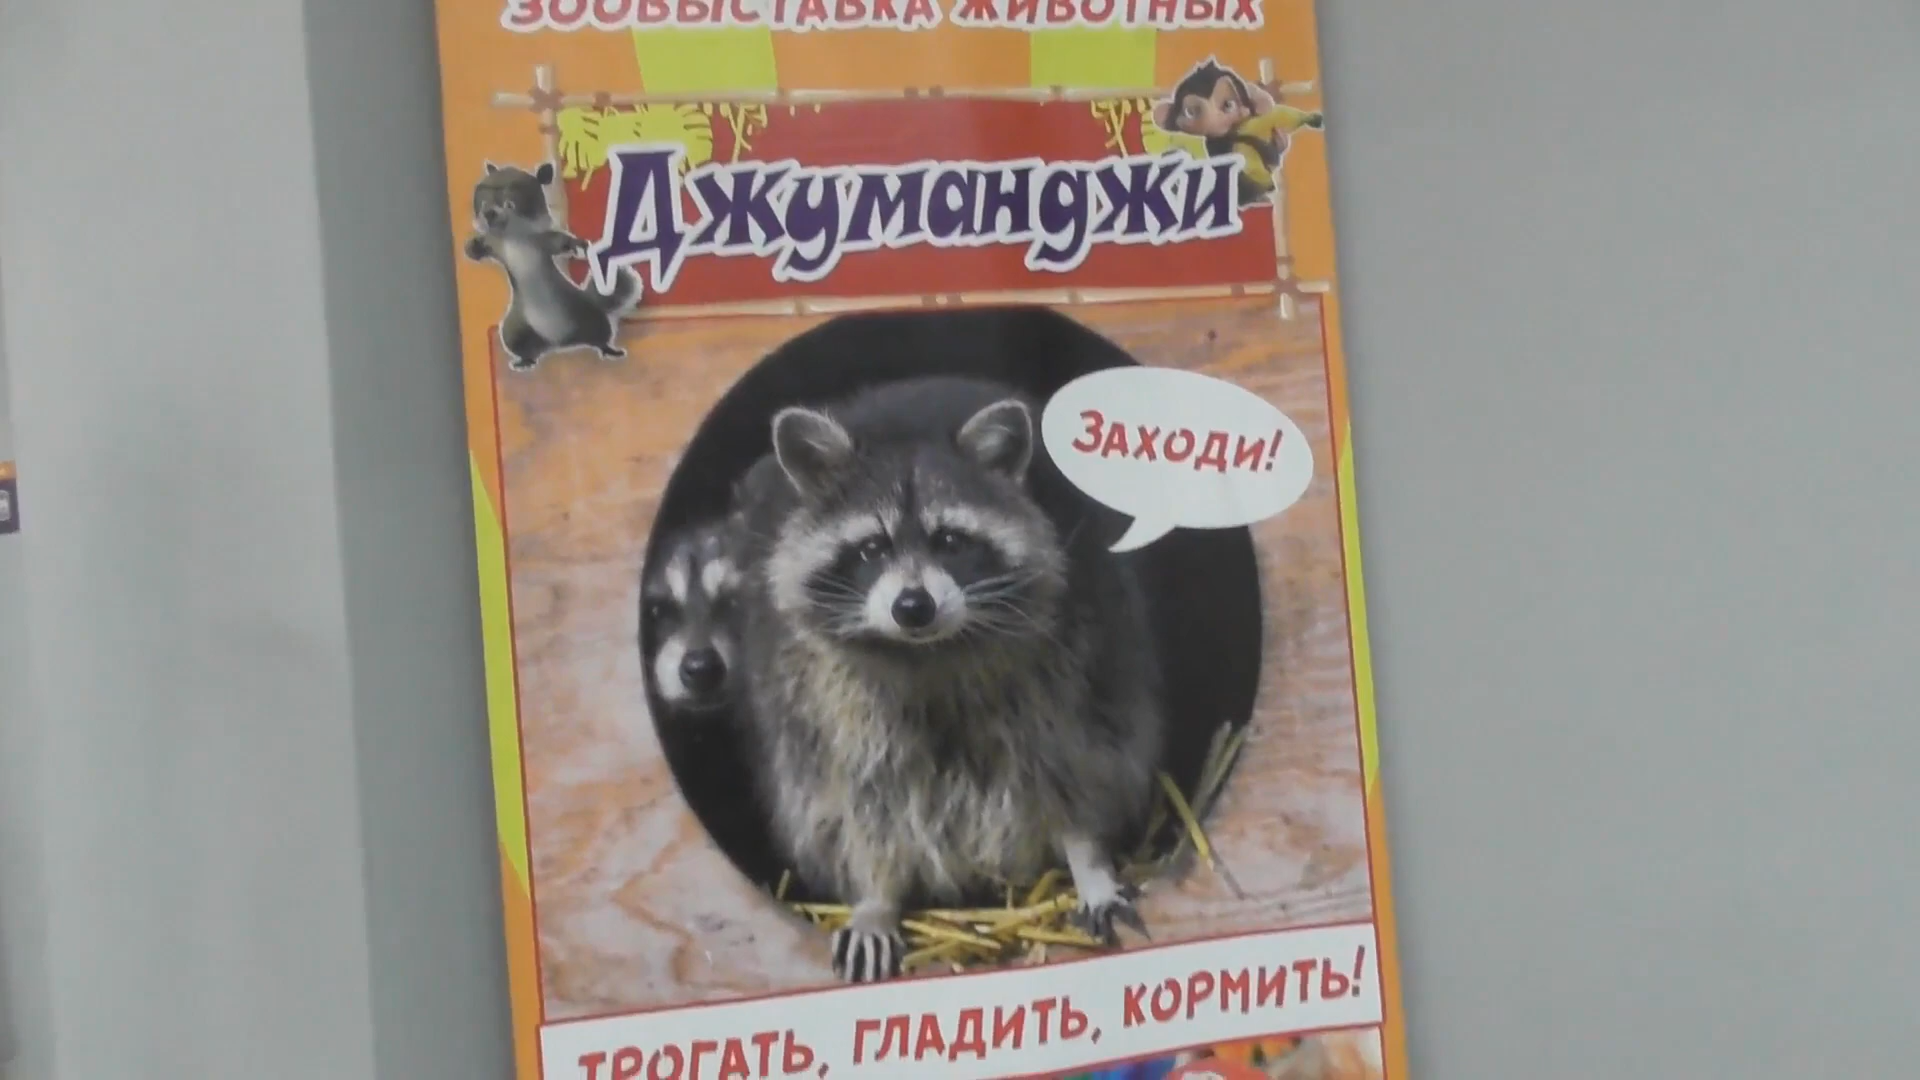 ЗООВЫСТАВКА ЖИВОТНЫХ
Джуманджи
ЗАХОДИ!
ТРОГАТЬ, ГЛАДИТЬ, КОРМИТЬ!